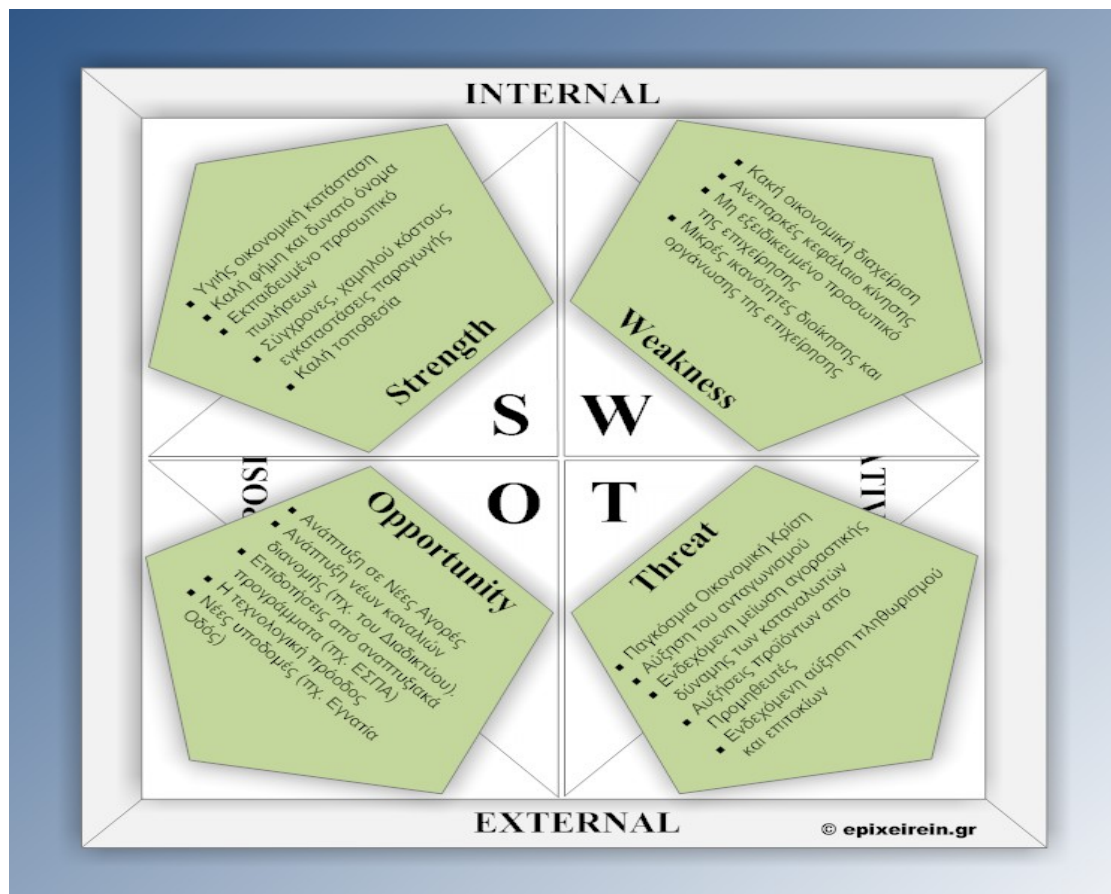 INTERNAL
Υγιής οικονομική κατάσταση
Καλή φήμη και δυνατό όνομα
Εκπαιδευμένο προσωπικό
πωλήσεων
Σύγχρονες, χαμηλού κόστους
εγκαταστάσεις παραγωγής
Καλή τοποθεσία
Strength
S
Κακή οικονομική διαχείριση
Ανεπαρκές κεφάλαιο κίνησης
Μη εξειδικευμένο προσωπικό
της επιχείρησης
Μικρές ικανότητες διοίκησης και
οργάνωσης της επιχείρησης
Weakness
W
POSI
Opportunity
O
Ανάπτυξη σε Νέες Αγορές
Ανάπτυξη νέων καναλιών
διανομής (πχ. του Διαδικτύου).
Επιδοτήσεις από αναπτυξιακά
προγράμματα (πχ. ΕΣΠΑ)
Η τεχνολογική πρόοδος
Νέες υποδομές (πχ. Εγνατία
Οδός)
T
ATIV
Threat
Παγκόσμια Οικονομική Κρίση
Αύξηση του ανταγωνισμού
Ενδεχόμενη μείωση αγοραστικής
δύναμης των καταναλωτών
Αυξήσεις προϊόντων από
Προμηθευτές
Ενδεχόμενη αύξηση πληθωρισμού
και επιτοκίων
EXTERNAL
© epixeirein.gr